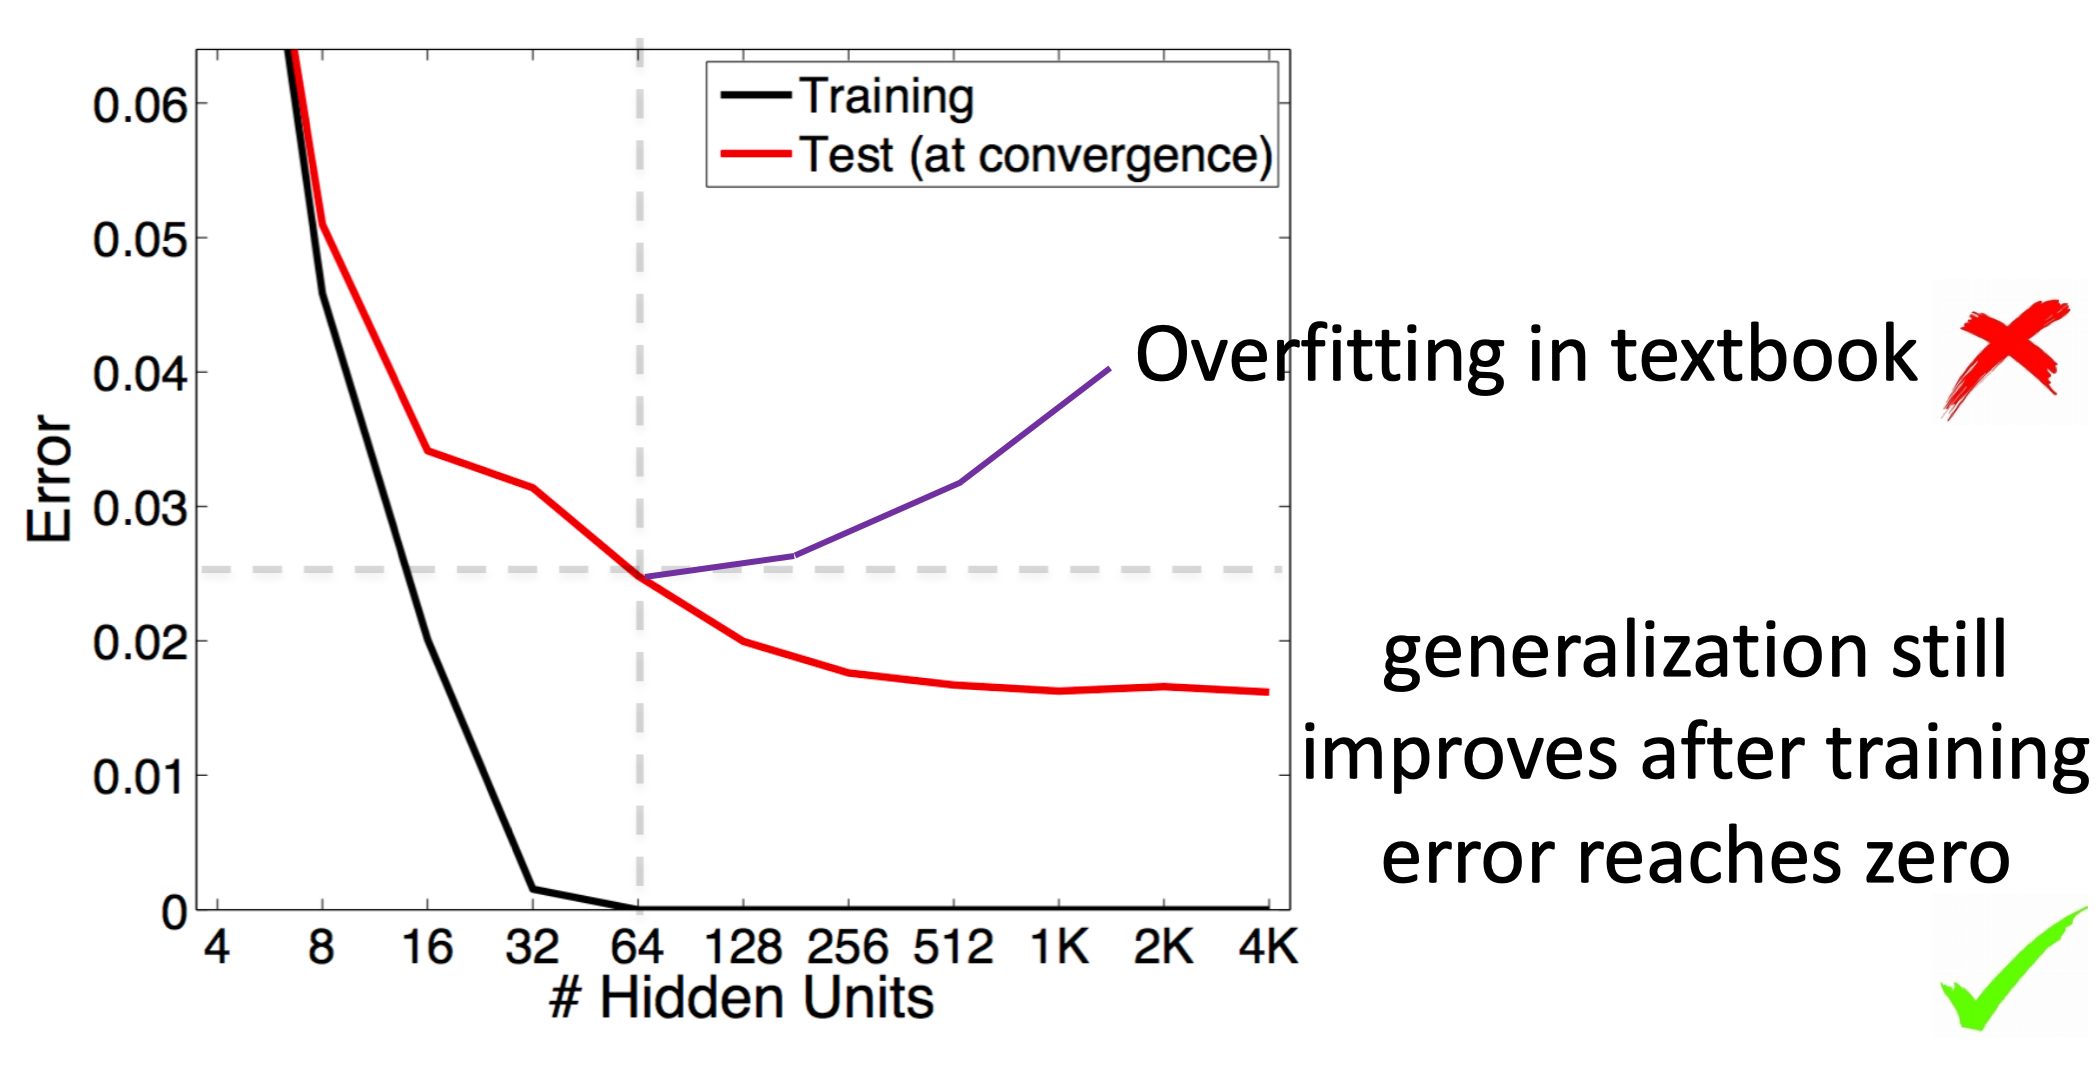 Training
Test (at convergence)
0.06
0.05
0.04
0.03
0.02
0.01
0
Error
4 8 16 32 64 128 256 512 1K 2K 4K
# Hidden Units
Overfitting in textbook
generalization still
improves after training
error reaches zero